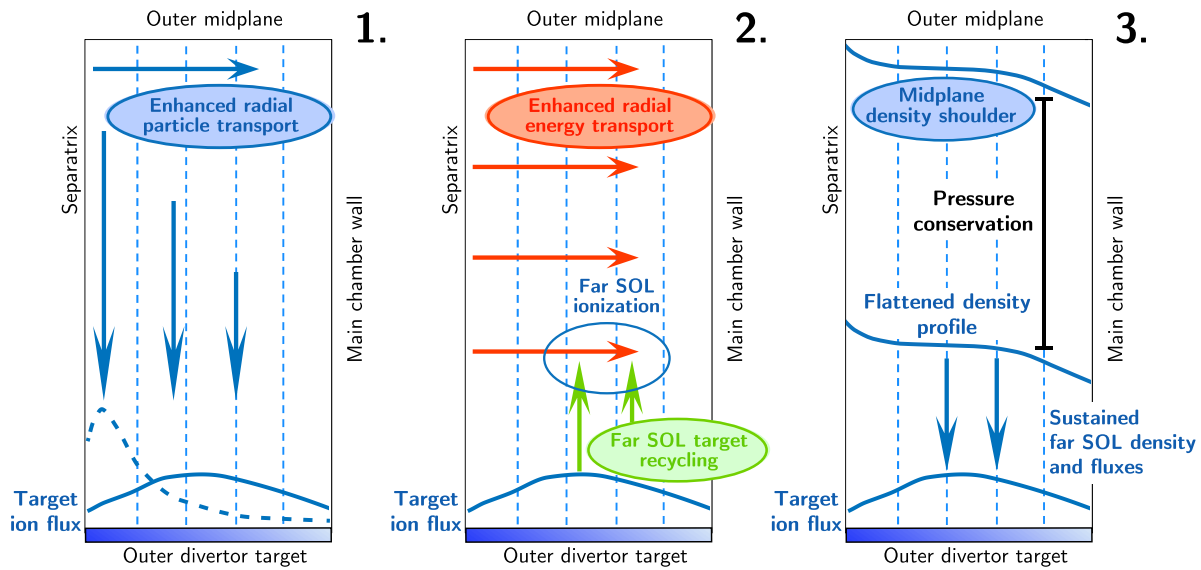 Outer midplane
1.
Enhanced radial
particle transport
Separatrix
Main chamber wall
Target
ion flux
Outer divertor target
Outer midplane
2.
Enhanced radial
energy transport
Separatrix
Main chamber wall
Far SOL
ionization
Far SOL target
recycling
Target
ion flux
Outer divertor target
Outer midplane
3.
Midplane
density shoulder
Separatrix
Pressure
conservation
Main chamber wall
Flattened density
profile
Sustained
far SOL density
and fluxes
Target
ion flux
Outer divertor target